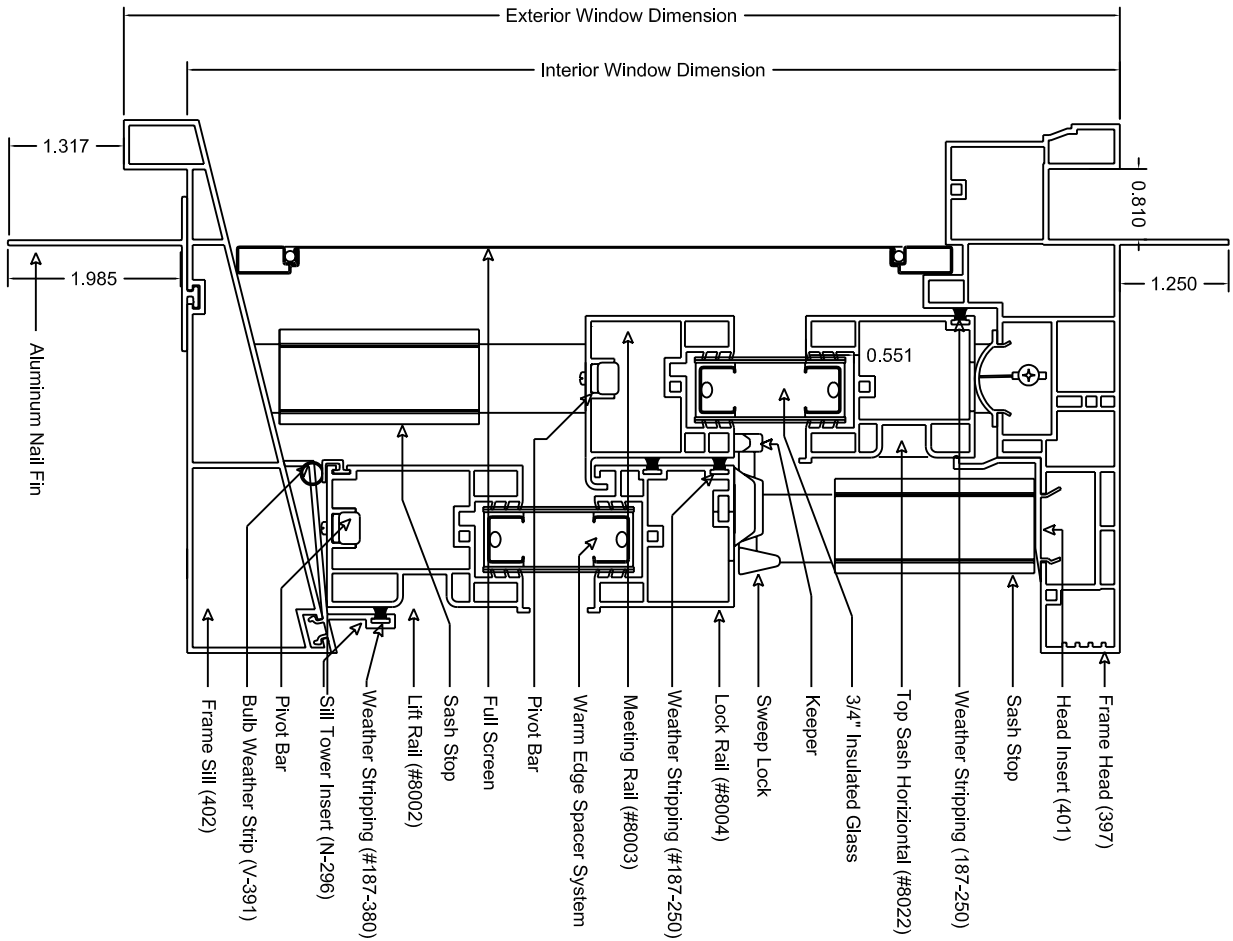 Exterior Window Dimension
Interior Window Dimension
1.317
0.810
1.985
1.250
0.551
Aluminum Nail Fin
Frame Sill (402)
Bulb Weather Strip (V-391)
Pivot Bar
Sill Tower Insert (N-296)
Weather Stripping (#187-380)
Lift Rail (#8002)
Sash Stop
Full Screen
Pivot Bar
Warm Edge Spacer System
Meeting Rail (#8003)
Weather Stripping (#187-250)
Lock Rail (#8004)
Sweep Lock
Keeper
3/4" Insulated Glass
Top Sash Horiziontal (#8022)
Weather Stripping (187-250)
Sash Stop
Head Insert (401)
Frame Head (397)